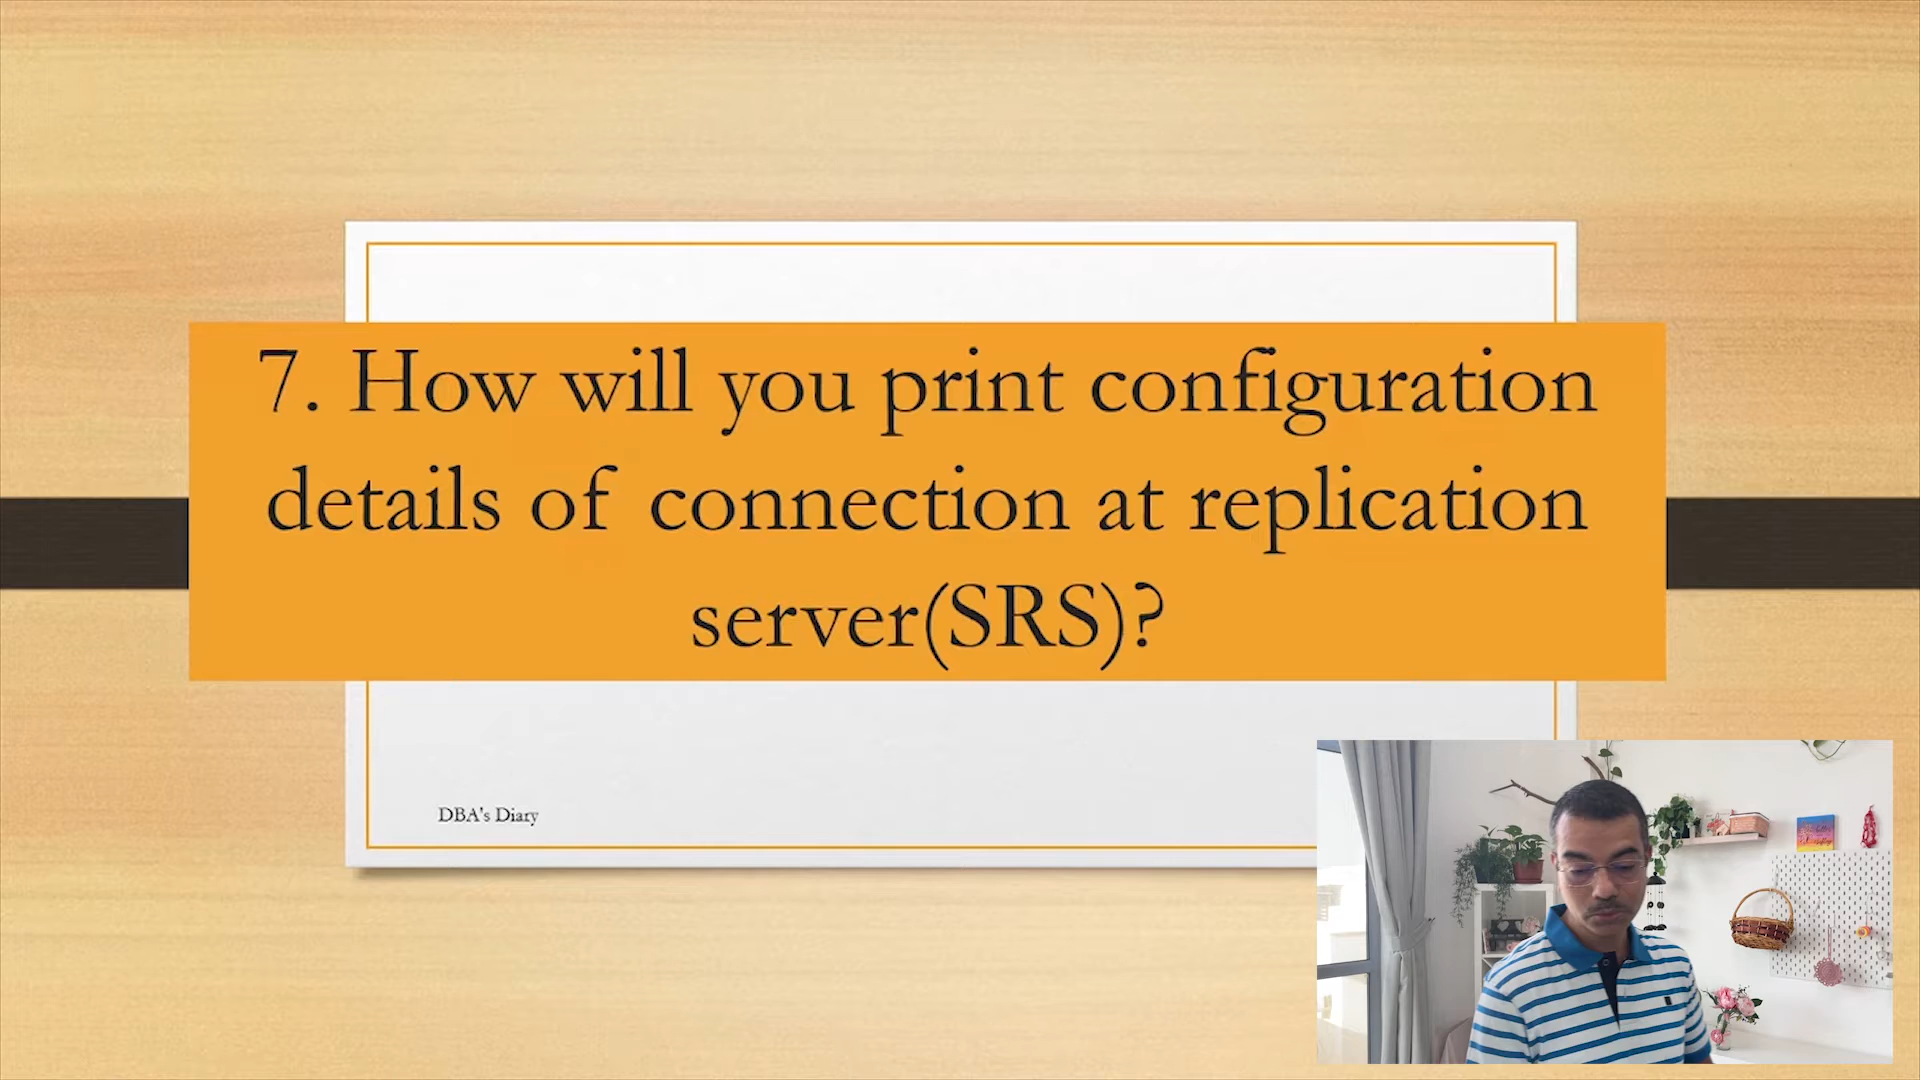 7. How will you print configuration
details of connection at replication
server(SRS)?
DBA's Diary